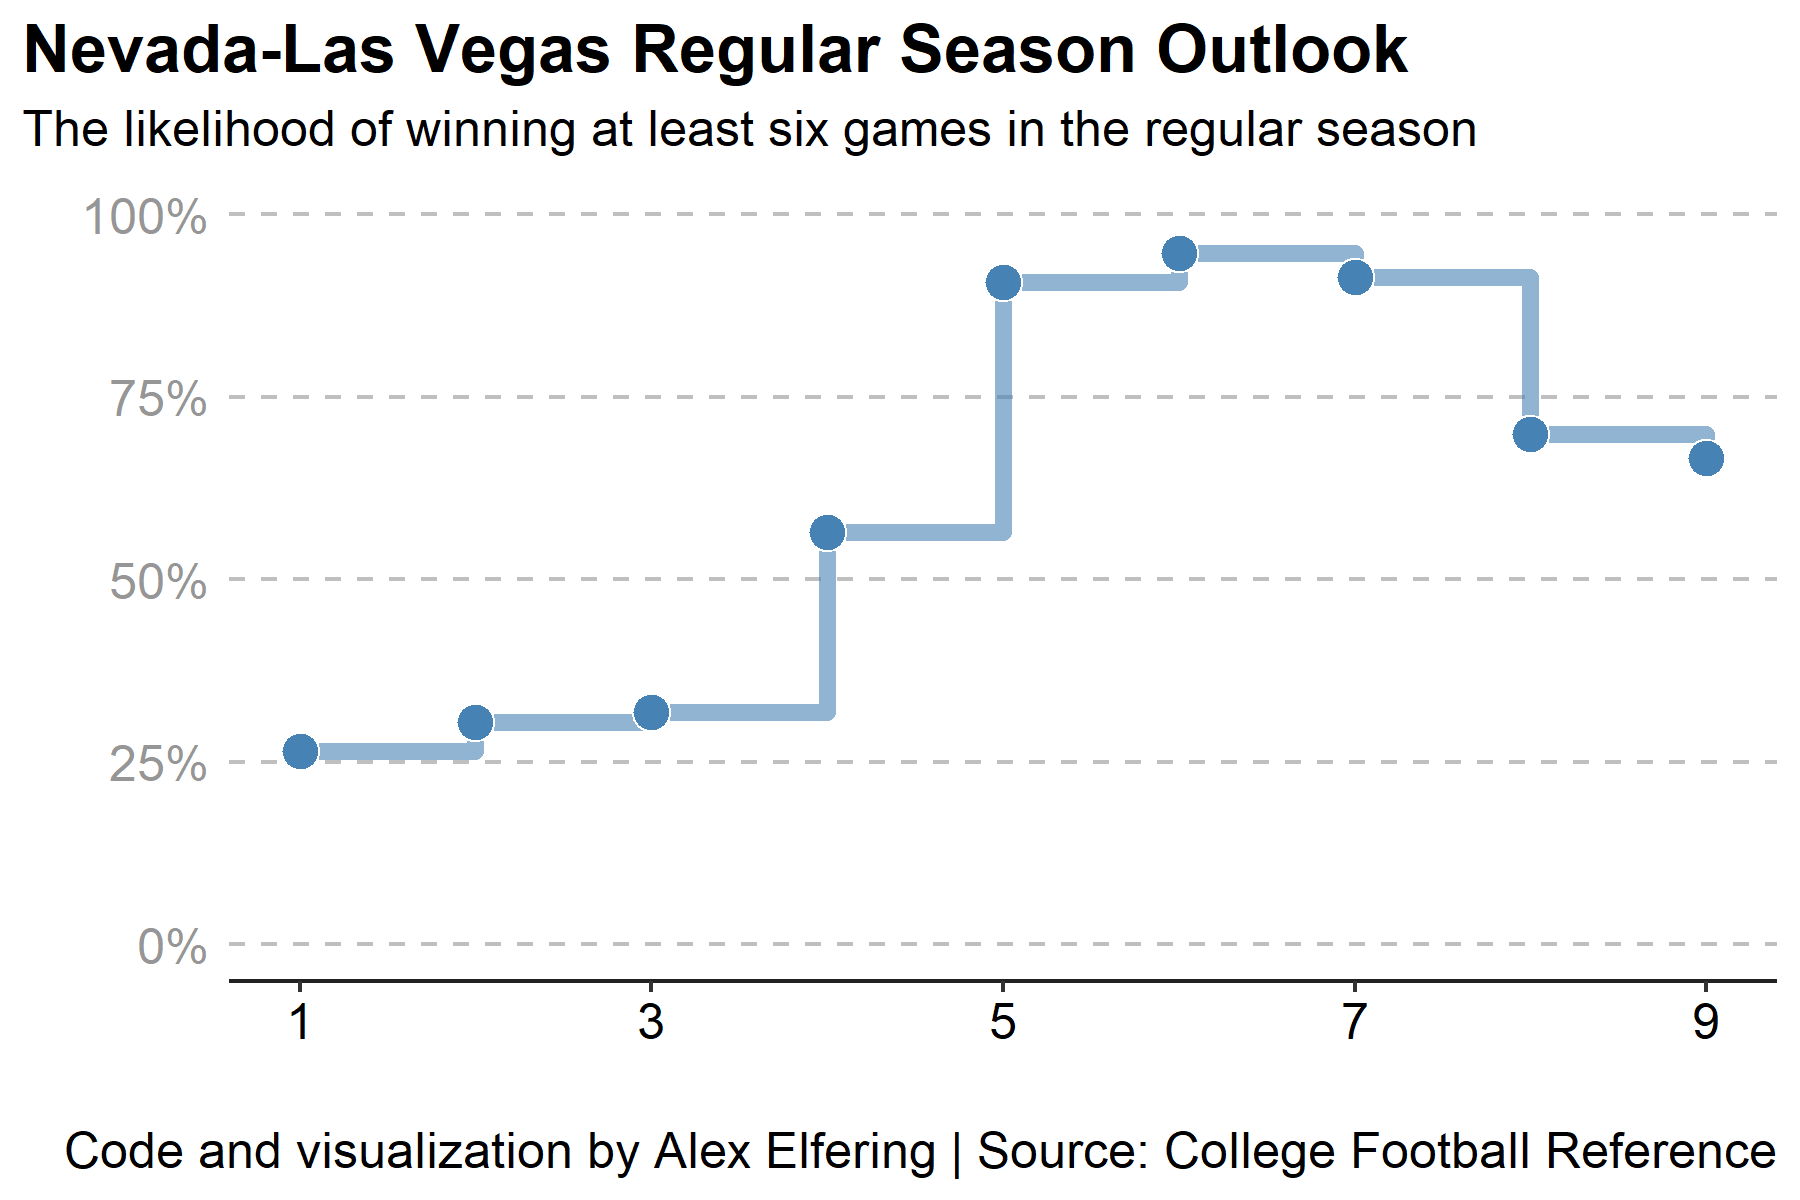 Nevada-Las Vegas Regular Season Outlook
The likelihood of winning at least six games in the regular season
100%
75%
50%
25%
0%
1 3 5 7 9
Code and visualization by Alex Elfering | Source: College Football Reference